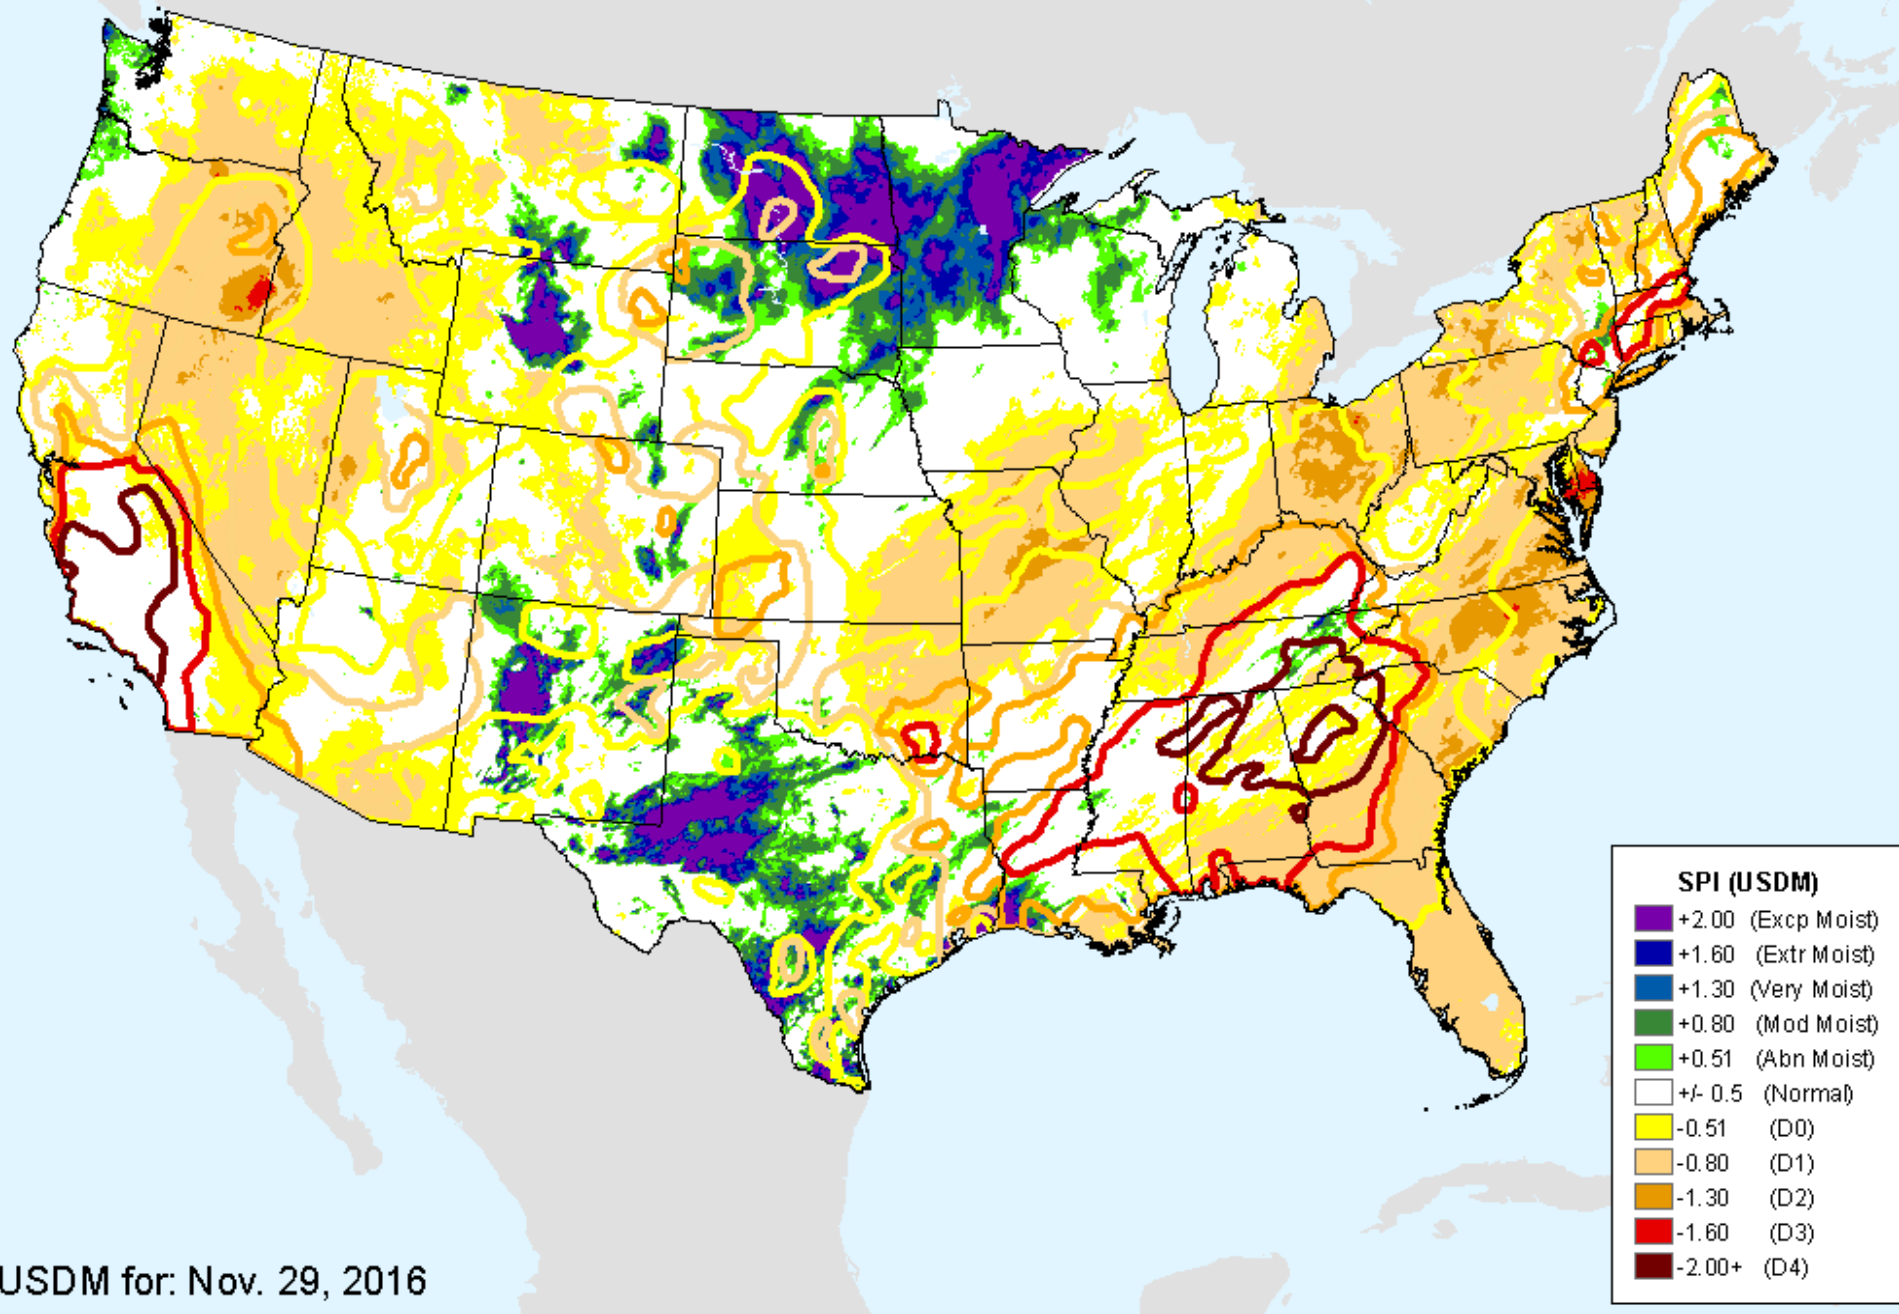 SPI (USDM)
+2.00 (Excp Moist)
+1.60 (Extr Moist)
+1.30 (Very Moist)
+0.80 (Mod Moist)
+0.51 (Abn Moist)
+/- 0.5 (Normal)
-0.51 (D0)
-0.80 (D1)
-1.30 (D2)
-1.60 (D3)
-2.00+ (D4)
USDM for: Nov. 29, 2016